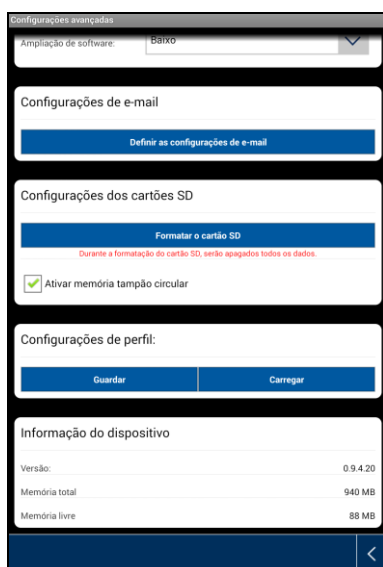 Configurações avançadas
Ampliação de software: Baixo
Configurações de e-mail
Definir as configurações de e-mail
Configurações dos cartões SD
Formatar o cartão SD
Durante a formatação do cartão SD, serão apagados todos os dados.
Ativar memória tampão circular
Configurações de perfil:
Guardar Carregar
Informação do dispositivo
Versão: 0.9.4.20
Memória total 940 MB
Memória livre 88 MB